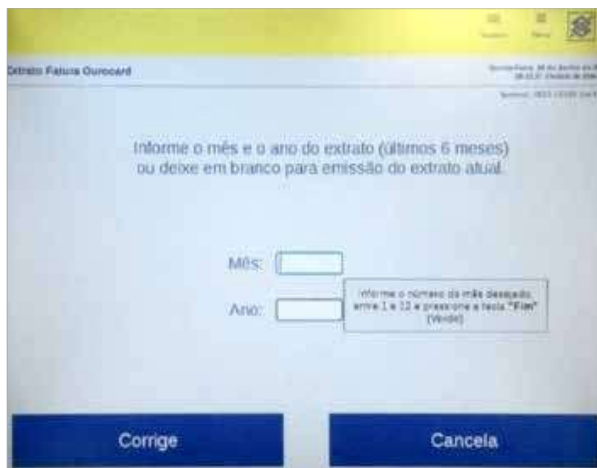 Extrato Fatura Ourocard
Informe o mês e o ano do extrato (últimos 6 meses)
ou deixe em branco para emissão do extrato atual.
Mês:
Informe o número do mês desejado,
entre 1 e 12 e pressione a tecla "Fim"
(Verde)
Ano:
Corrige
Cancela